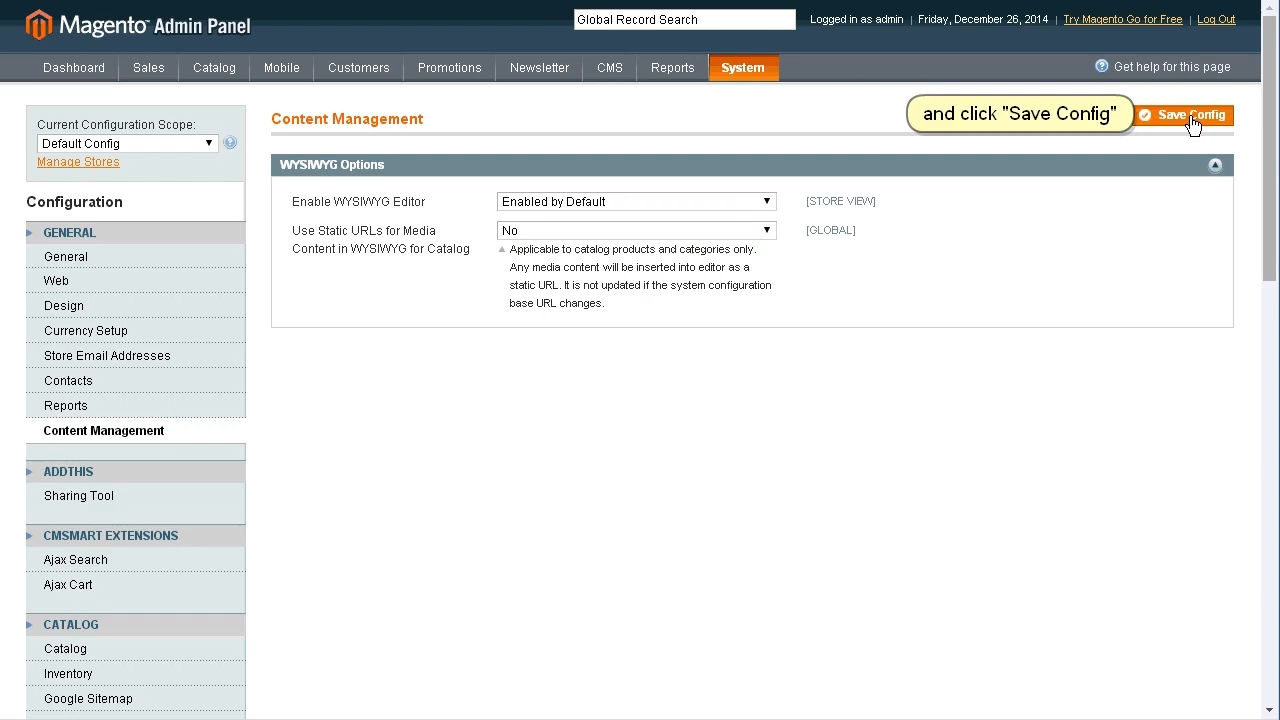 Magento™ Admin Panel
Global Record Search
Logged in as admin | Friday, December 26, 2014 | Try Magento Go for Free | Log Out
Dashboard Sales Catalog Mobile Customers Promotions Newsletter CMS Reports System
Get help for this page
Current Configuration Scope:
Default Config
Manage Stores
Configuration
GENERAL
General
Web
Design
Currency Setup
Store Email Addresses
Contacts
Reports
Content Management
ADDTHIS
Sharing Tool
CMSMART EXTENSIONS
Ajax Search
Ajax Cart
CATALOG
Catalog
Inventory
Google Sitemap
Content Management
and click "Save Config"
Save Config
WYSIWYG Options
Enable WYSIWYG Editor
Enabled by Default
[STORE VIEW]
Use Static URLs for Media
Content in WYSIWYG for Catalog
No
[GLOBAL]
Applicable to catalog products and categories only.
Any media content will be inserted into editor as a
static URL. It is not updated if the system configuration
base URL changes.